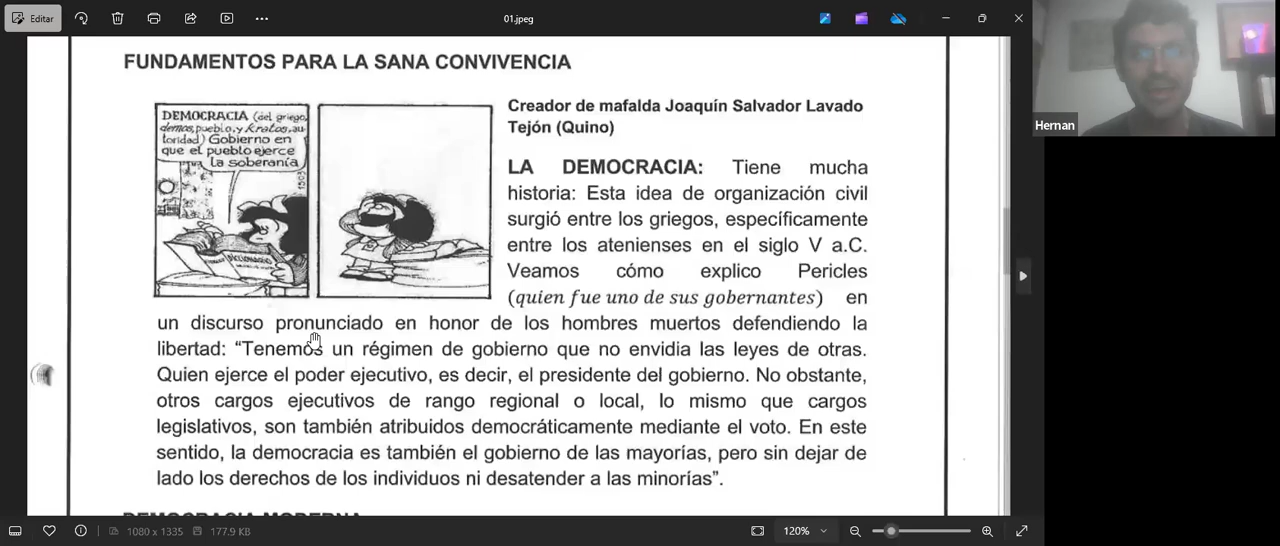 Editar
01.jpeg
FUNDAMENTOS PARA LA SANA CONVIVENCIA
DEMOCRACIA (del griego,
demos, pueblo, y kratos, au-
toridad) Gobierno en
que el pueblo ejerce
la soberanía
DICCIONARIO
Creador de mafalda Joaquín Salvador Lavado
Tejón (Quino)
LA DEMOCRACIA: Tiene mucha
historia: Esta idea de organización civil
surgió entre los griegos, específicamente
entre los atenienses en el siglo V a.C.
Veamos cómo explico Pericles
(quien fue uno de sus gobernantes) en
un discurso pronunciado en honor de los hombres muertos defendiendo la
libertad: “Tenemos un régimen de gobierno que no envidia las leyes de otras.
Quien ejerce el poder ejecutivo, es decir, el presidente del gobierno. No obstante,
otros cargos ejecutivos de rango regional o local, lo mismo que cargos
legislativos, son también atribuidos democráticamente mediante el voto. En este
sentido, la democracia es también el gobierno de las mayorías, pero sin dejar de
lado los derechos de los individuos ni desatender a las minorías”.
DEMOCRACIA MODERNA
Hernan
1080 x 1335
177.9 KB
120%